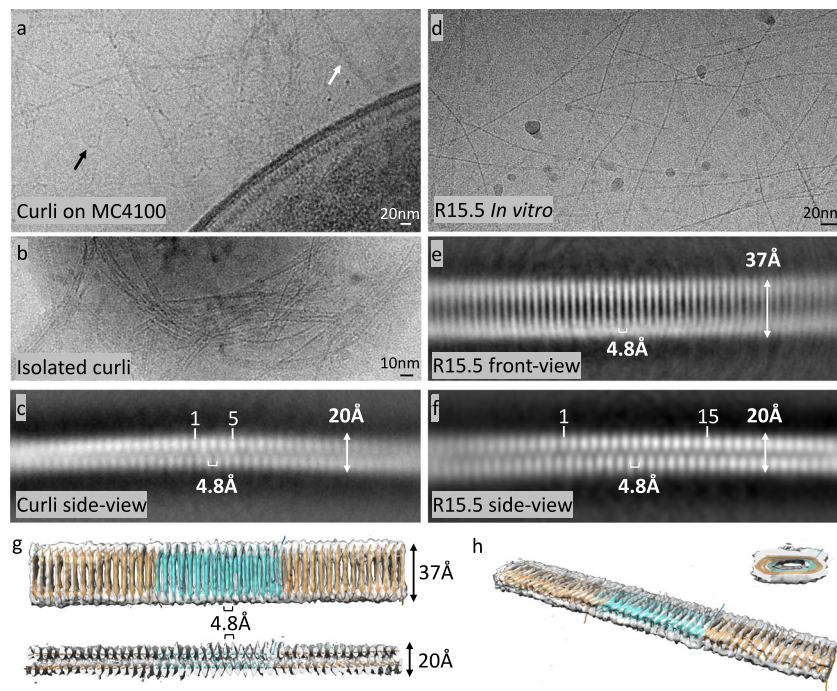 a
Curli on MC4100
20nm
b
Isolated curli
10nm
c
1
5
20Å
4.8Å
Curli side-view
d
R15.5 In vitro
20nm
e
37Å
4.8Å
R15.5 front-view
f
1
15
20Å
4.8Å
R15.5 side-view
g
37Å
4.8Å
20Å
h